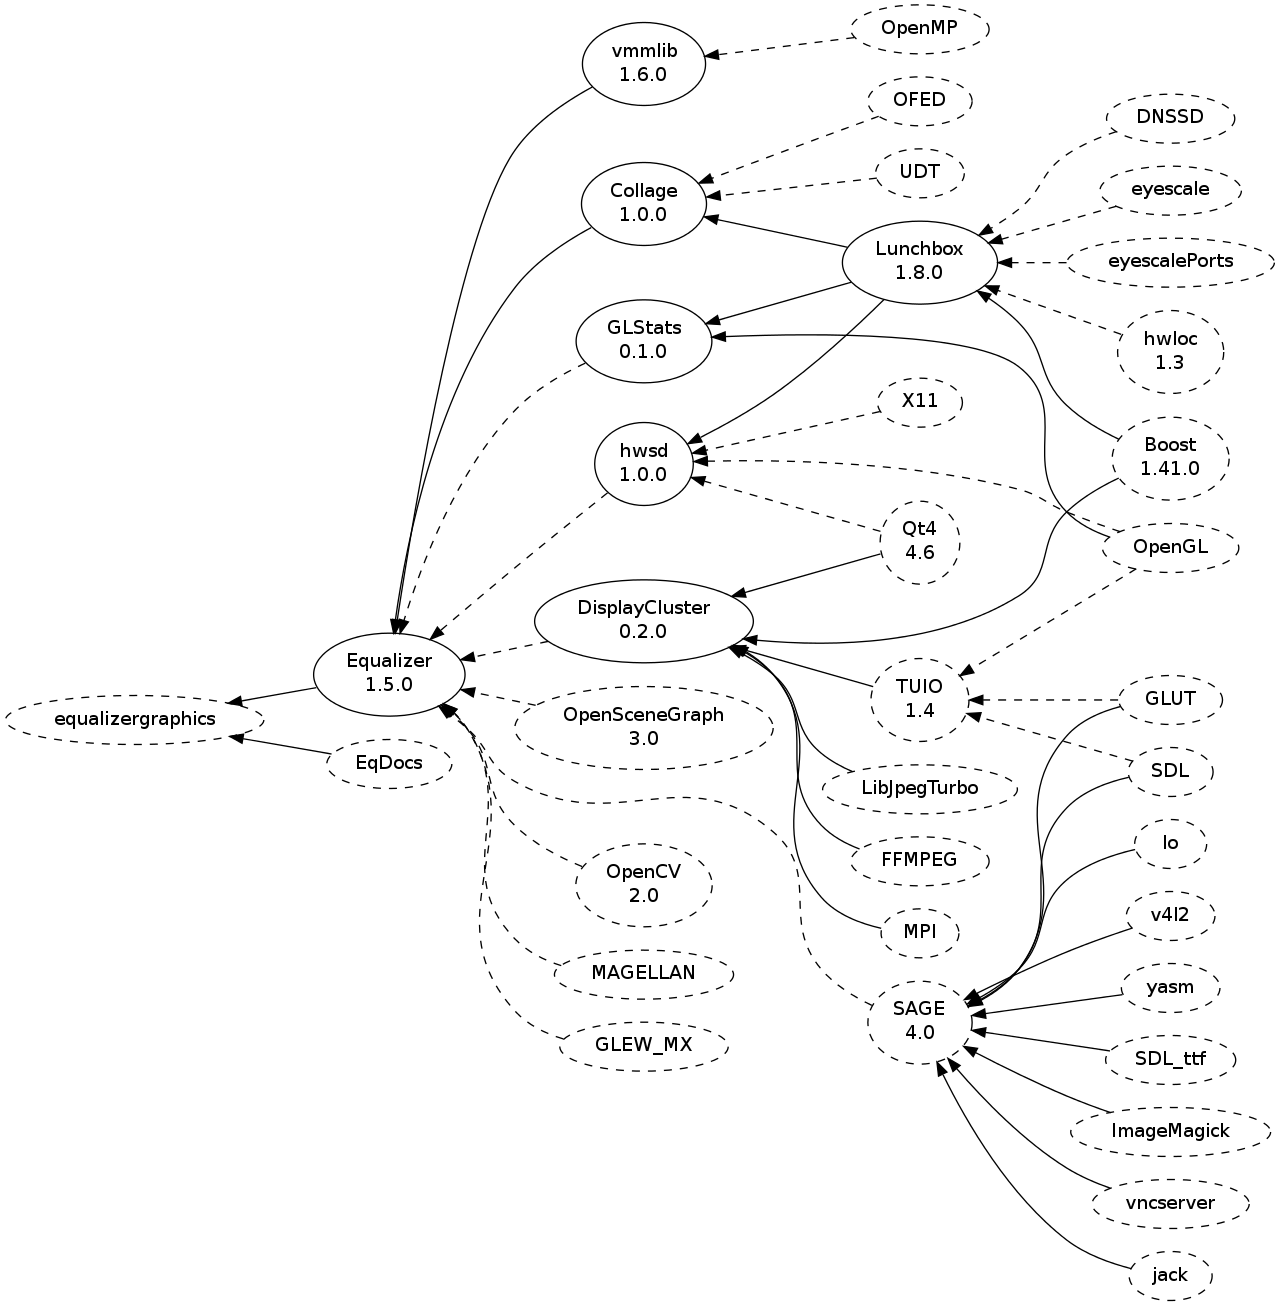 OpenMP
vmmlib
1.6.0
OFED
DNSSD
UDT
Collage
1.0.0
eyescale
Lunchbox
1.8.0
eyescalePorts
GLStats
0.1.0
hwloc
1.3
X11
hwsd
1.0.0
Boost
1.41.0
Qt4
4.6
OpenGL
DisplayCluster
0.2.0
Equalizer
1.5.0
TUIO
1.4
GLUT
equalizergraphics
OpenSceneGraph
3.0
EqDocs
SDL
LibJpegTurbo
lo
FFMPEG
OpenCV
2.0
v4l2
MPI
MAGELLAN
yasm
SAGE
4.0
GLEW_MX
SDL_ttf
ImageMagick
vncserver
jack